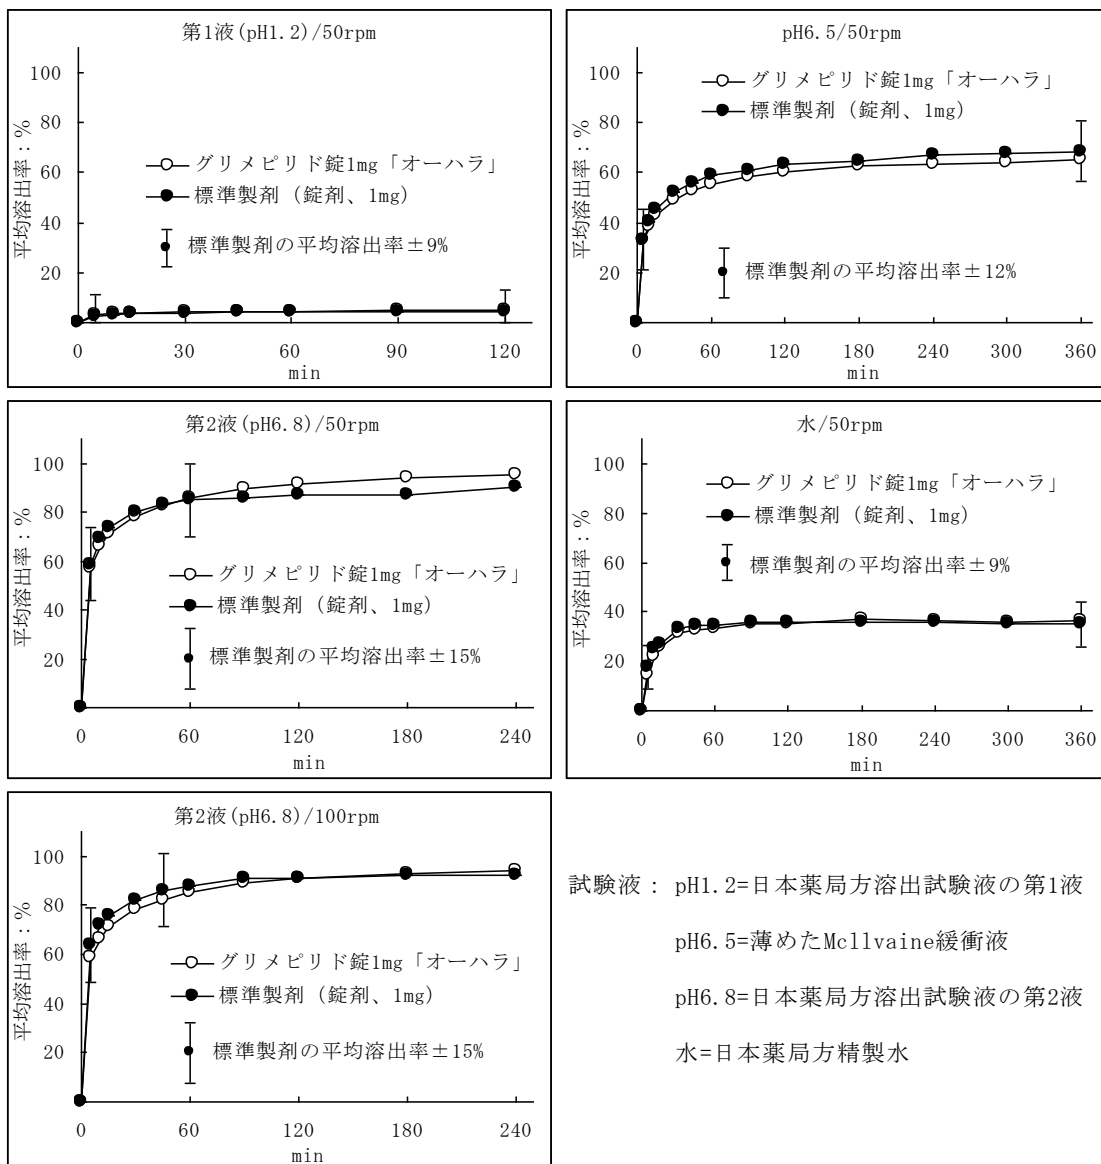 第1液(pH1.2)/50rpm
平均溶出率：%
100
80
60
40
20
グリメピリド錠1mg「オーハラ」
標準製剤（錠剤、1mg）
標準製剤の平均溶出率±9%
0 30 60 90 120
min
pH6.5/50rpm
平均溶出率：%
100
80
60
40
20
グリメピリド錠1mg「オーハラ」
標準製剤（錠剤、1mg）
標準製剤の平均溶出率±12%
0 60 120 180 240 300 360
min
第2液(pH6.8)/50rpm
平均溶出率：%
100
80
60
40
20
グリメピリド錠1mg「オーハラ」
標準製剤（錠剤、1mg）
標準製剤の平均溶出率±15%
0 60 120 180 240
min
水/50rpm
平均溶出率：%
100
80
60
40
20
グリメピリド錠1mg「オーハラ」
標準製剤（錠剤、1mg）
標準製剤の平均溶出率±9%
0 60 120 180 240 300 360
min
第2液(pH6.8)/100rpm
平均溶出率：%
100
80
60
40
20
グリメピリド錠1mg「オーハラ」
標準製剤（錠剤、1mg）
標準製剤の平均溶出率±15%
0 60 120 180 240
min
試験液： pH1.2=日本薬局方溶出試験液の第1液
pH6.5=薄めたMcllvaine緩衝液
pH6.8=日本薬局方溶出試験液の第2液
水=日本薬局方精製水